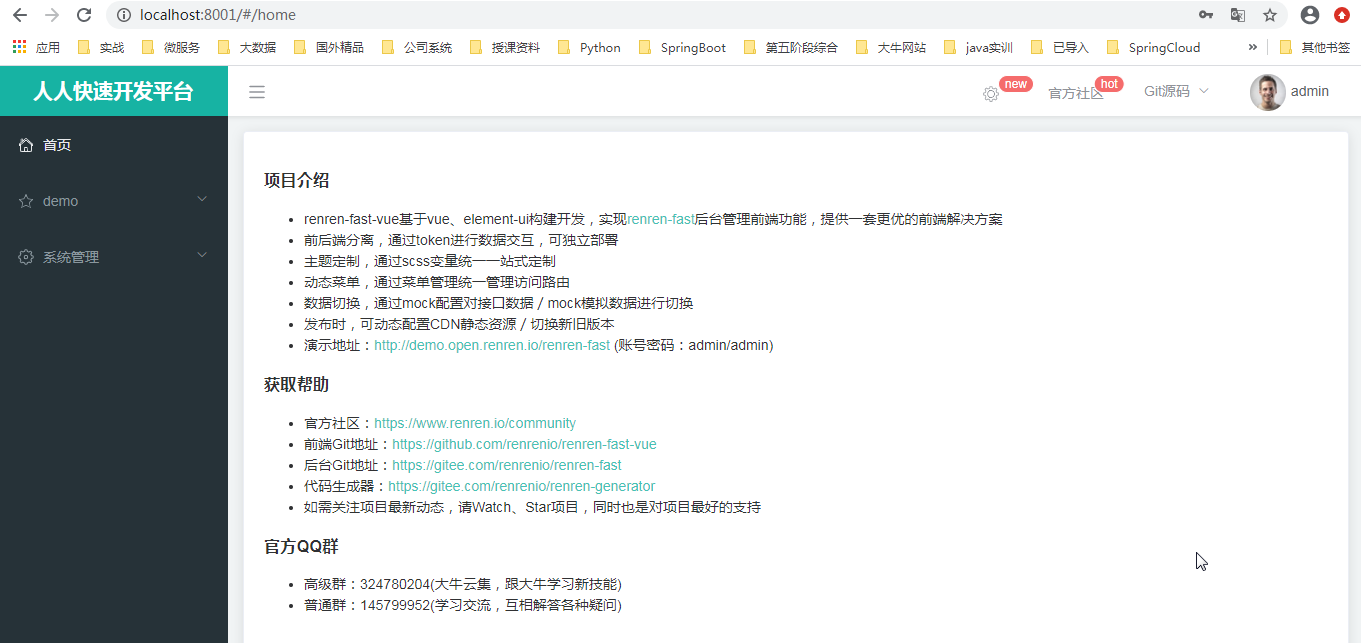 localhost:8001/#/home
应用 实战 微服务 大数据 国外精品 公司系统 授课资料 Python SpringBoot 第五阶段综合 大牛网站 java实训 已导入 SpringCloud » 其他书签
人人快速开发平台
new 官方社区 hot Git源码 admin
首页
demo
系统管理
项目介绍
renren-fast-vue基于vue、element-ui构建开发，实现renren-fast后台管理前端功能，提供一套更优的前端解决方案
前后端分离，通过token进行数据交互，可独立部署
主题定制，通过scss变量统一一站式定制
动态菜单，通过菜单管理统一管理访问路由
数据切换，通过mock配置对接口数据／mock模拟数据进行切换
发布时，可动态配置CDN静态资源／切换新旧版本
演示地址：http://demo.open.renren.io/renren-fast (账号密码：admin/admin)
获取帮助
官方社区：https://www.renren.io/community
前端Git地址：https://github.com/renrenio/renren-fast-vue
后台Git地址：https://gitee.com/renrenio/renren-fast
代码生成器：https://gitee.com/renrenio/renren-generator
如需关注项目最新动态，请Watch、Star项目，同时也是对项目最好的支持
官方QQ群
高级群：324780204(大牛云集，跟大牛学习新技能)
普通群：145799952(学习交流，互相解答各种疑问)